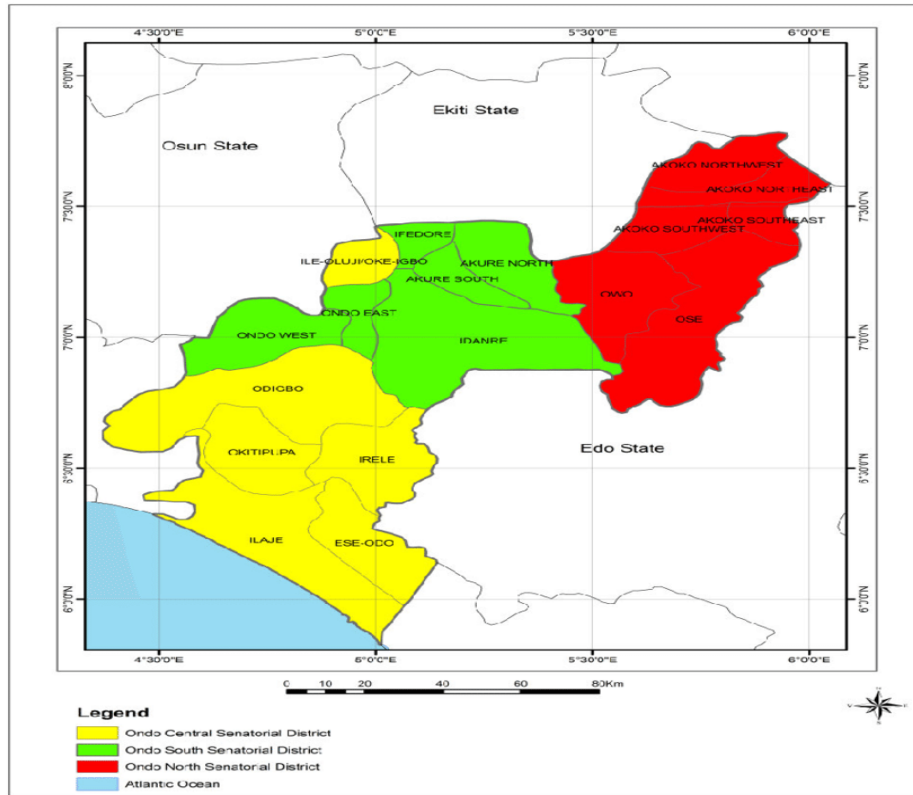 4°30'0"E 5°0'0"E 5°30'0"E 6°0'0"E
8°0'0"N 8°0'0"N
Ekiti State
Osun State
AKOKO NORTHWEST
AKOKO NORTHEAST
7°30'0"N 7°30'0"N
AKOKO SOUTHEAST
AKOKO SOUTHWEST
IFEDORE
ILE-OLUJI/OKE-IGBO AKURE NORTH
AKURE SOUTH
OWO
ONDO EAST OSE
7°0'0"N ONDO WEST IDANRE 7°0'0"N
ODIGBO
OKITIPUPA IRELE Edo State
6°30'0"N 6°30'0"N
ILAJE ESE-ODO
6°0'0"N 6°0'0"N
4°30'0"E 5°0'0"E 5°30'0"E 6°0'0"E
0 10 20 40 60 80Km
Legend
Ondo Central Senatorial District
Ondo South Senatorial District
Ondo North Senatorial District
Atlantic Ocean